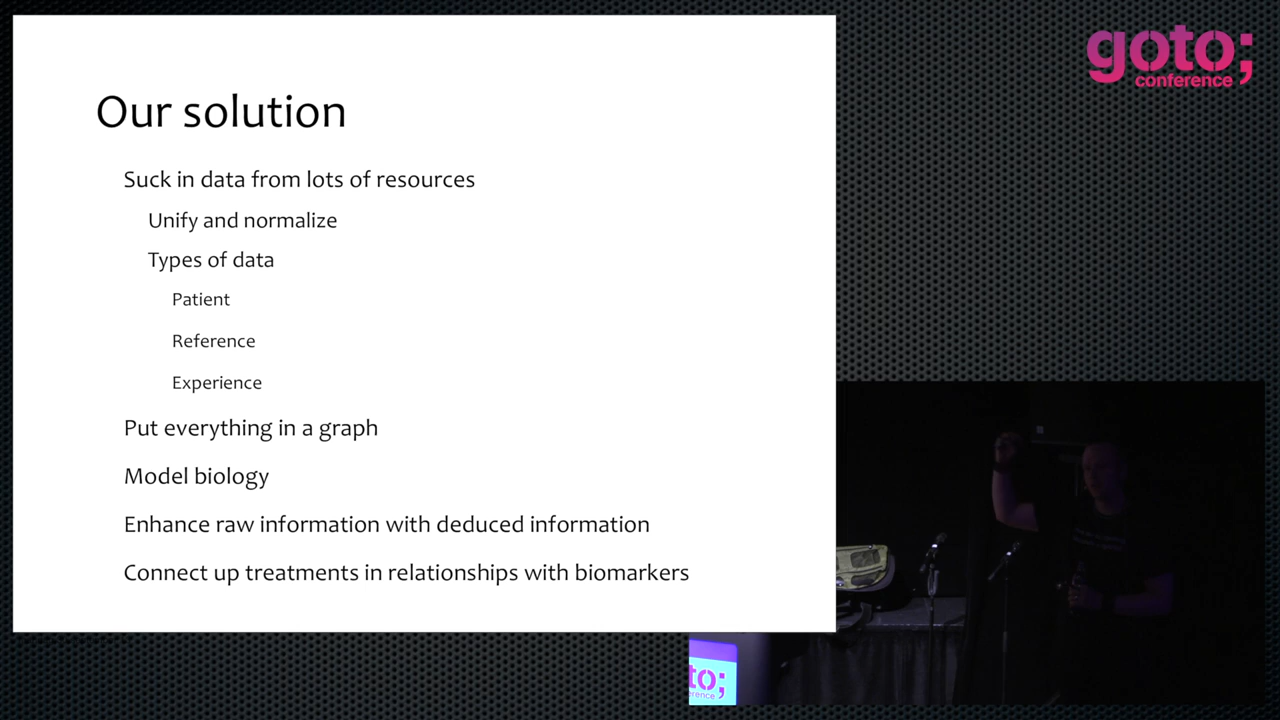 goto;
conference
Our solution
Suck in data from lots of resources
Unify and normalize
Types of data
Patient
Reference
Experience
Put everything in a graph
Model biology
Enhance raw information with deduced information
Connect up treatments in relationships with biomarkers
to;
erence